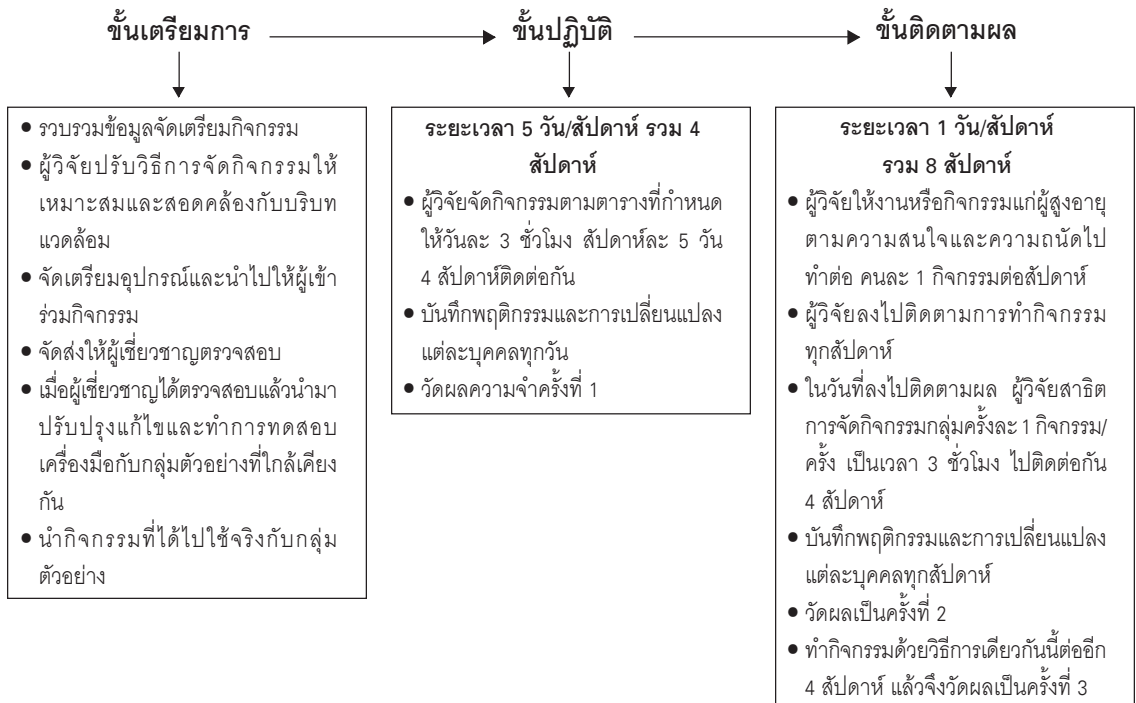 ขั้นเตรียมการ
ขั้นปฏิบัติ
ขั้นติดตามผล
• รวบรวมข้อมูลจัดเตรียมกิจกรรม
• ผู้วิจัยปรับวิธีการจัดกิจกรรมให้
เหมาะสมและสอดคล้องกับบริบท
แวดล้อม
• จัดเตรียมอุปกรณ์และนำไปให้ผู้เข้า
ร่วมกิจกรรม
• จัดส่งให้ผู้เชี่ยวชาญตรวจสอบ
• เมื่อผู้เชี่ยวชาญได้ตรวจสอบแล้วนำมา
ปรับปรุงแก้ไขและทำการทดสอบ
เครื่องมือกับกลุ่มตัวอย่างที่ใกล้เคียง
กัน
• นำกิจกรรมที่ได้ไปใช้จริงกับกลุ่ม
ตัวอย่าง
ระยะเวลา 5 วัน/สัปดาห์ รวม 4
สัปดาห์
• ผู้วิจัยจัดกิจกรรมตามตารางที่กำหนด
ให้วันละ 3 ชั่วโมง สัปดาห์ละ 5 วัน
4 สัปดาห์ติดต่อกัน
• บันทึกพฤติกรรมและการเปลี่ยนแปลง
แต่ละบุคคลทุกวัน
• วัดผลความจำครั้งที่ 1
ระยะเวลา 1 วัน/สัปดาห์
รวม 8 สัปดาห์
• ผู้วิจัยให้งานหรือกิจกรรมแก่ผู้สูงอายุ
ตามความสนใจและความถนัดไป
ทำต่อ คนละ 1 กิจกรรมต่อสัปดาห์
• ผู้วิจัยลงไปติดตามการทำกิจกรรม
ทุกสัปดาห์
• ในวันที่ลงไปติดตามผล ผู้วิจัยสาธิต
การจัดกิจกรรมกลุ่มครั้งละ 1 กิจกรรม/
ครั้ง เป็นเวลา 3 ชั่วโมง ไปติดต่อกัน
4 สัปดาห์
• บันทึกพฤติกรรมและการเปลี่ยนแปลง
แต่ละบุคคลทุกสัปดาห์
• วัดผลเป็นครั้งที่ 2
• ทำกิจกรรมด้วยวิธีการเดียวกันนี้ต่ออีก
4 สัปดาห์ แล้วจึงวัดผลเป็นครั้งที่ 3